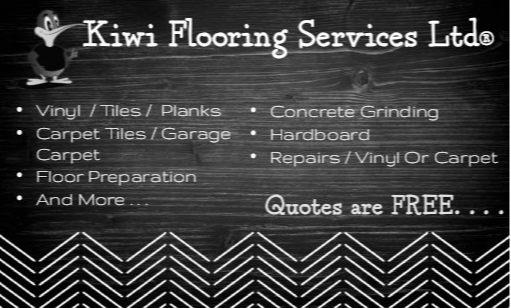 Kiwi Flooring Services Ltd®
• Vinyl / Tiles / Planks
• Carpet Tiles / Garage
Carpet
• Floor Preparation
• And More . . .
• Concrete Grinding
• Hardboard
• Repairs / Vinyl Or Carpet
Quotes are FREE. . . .